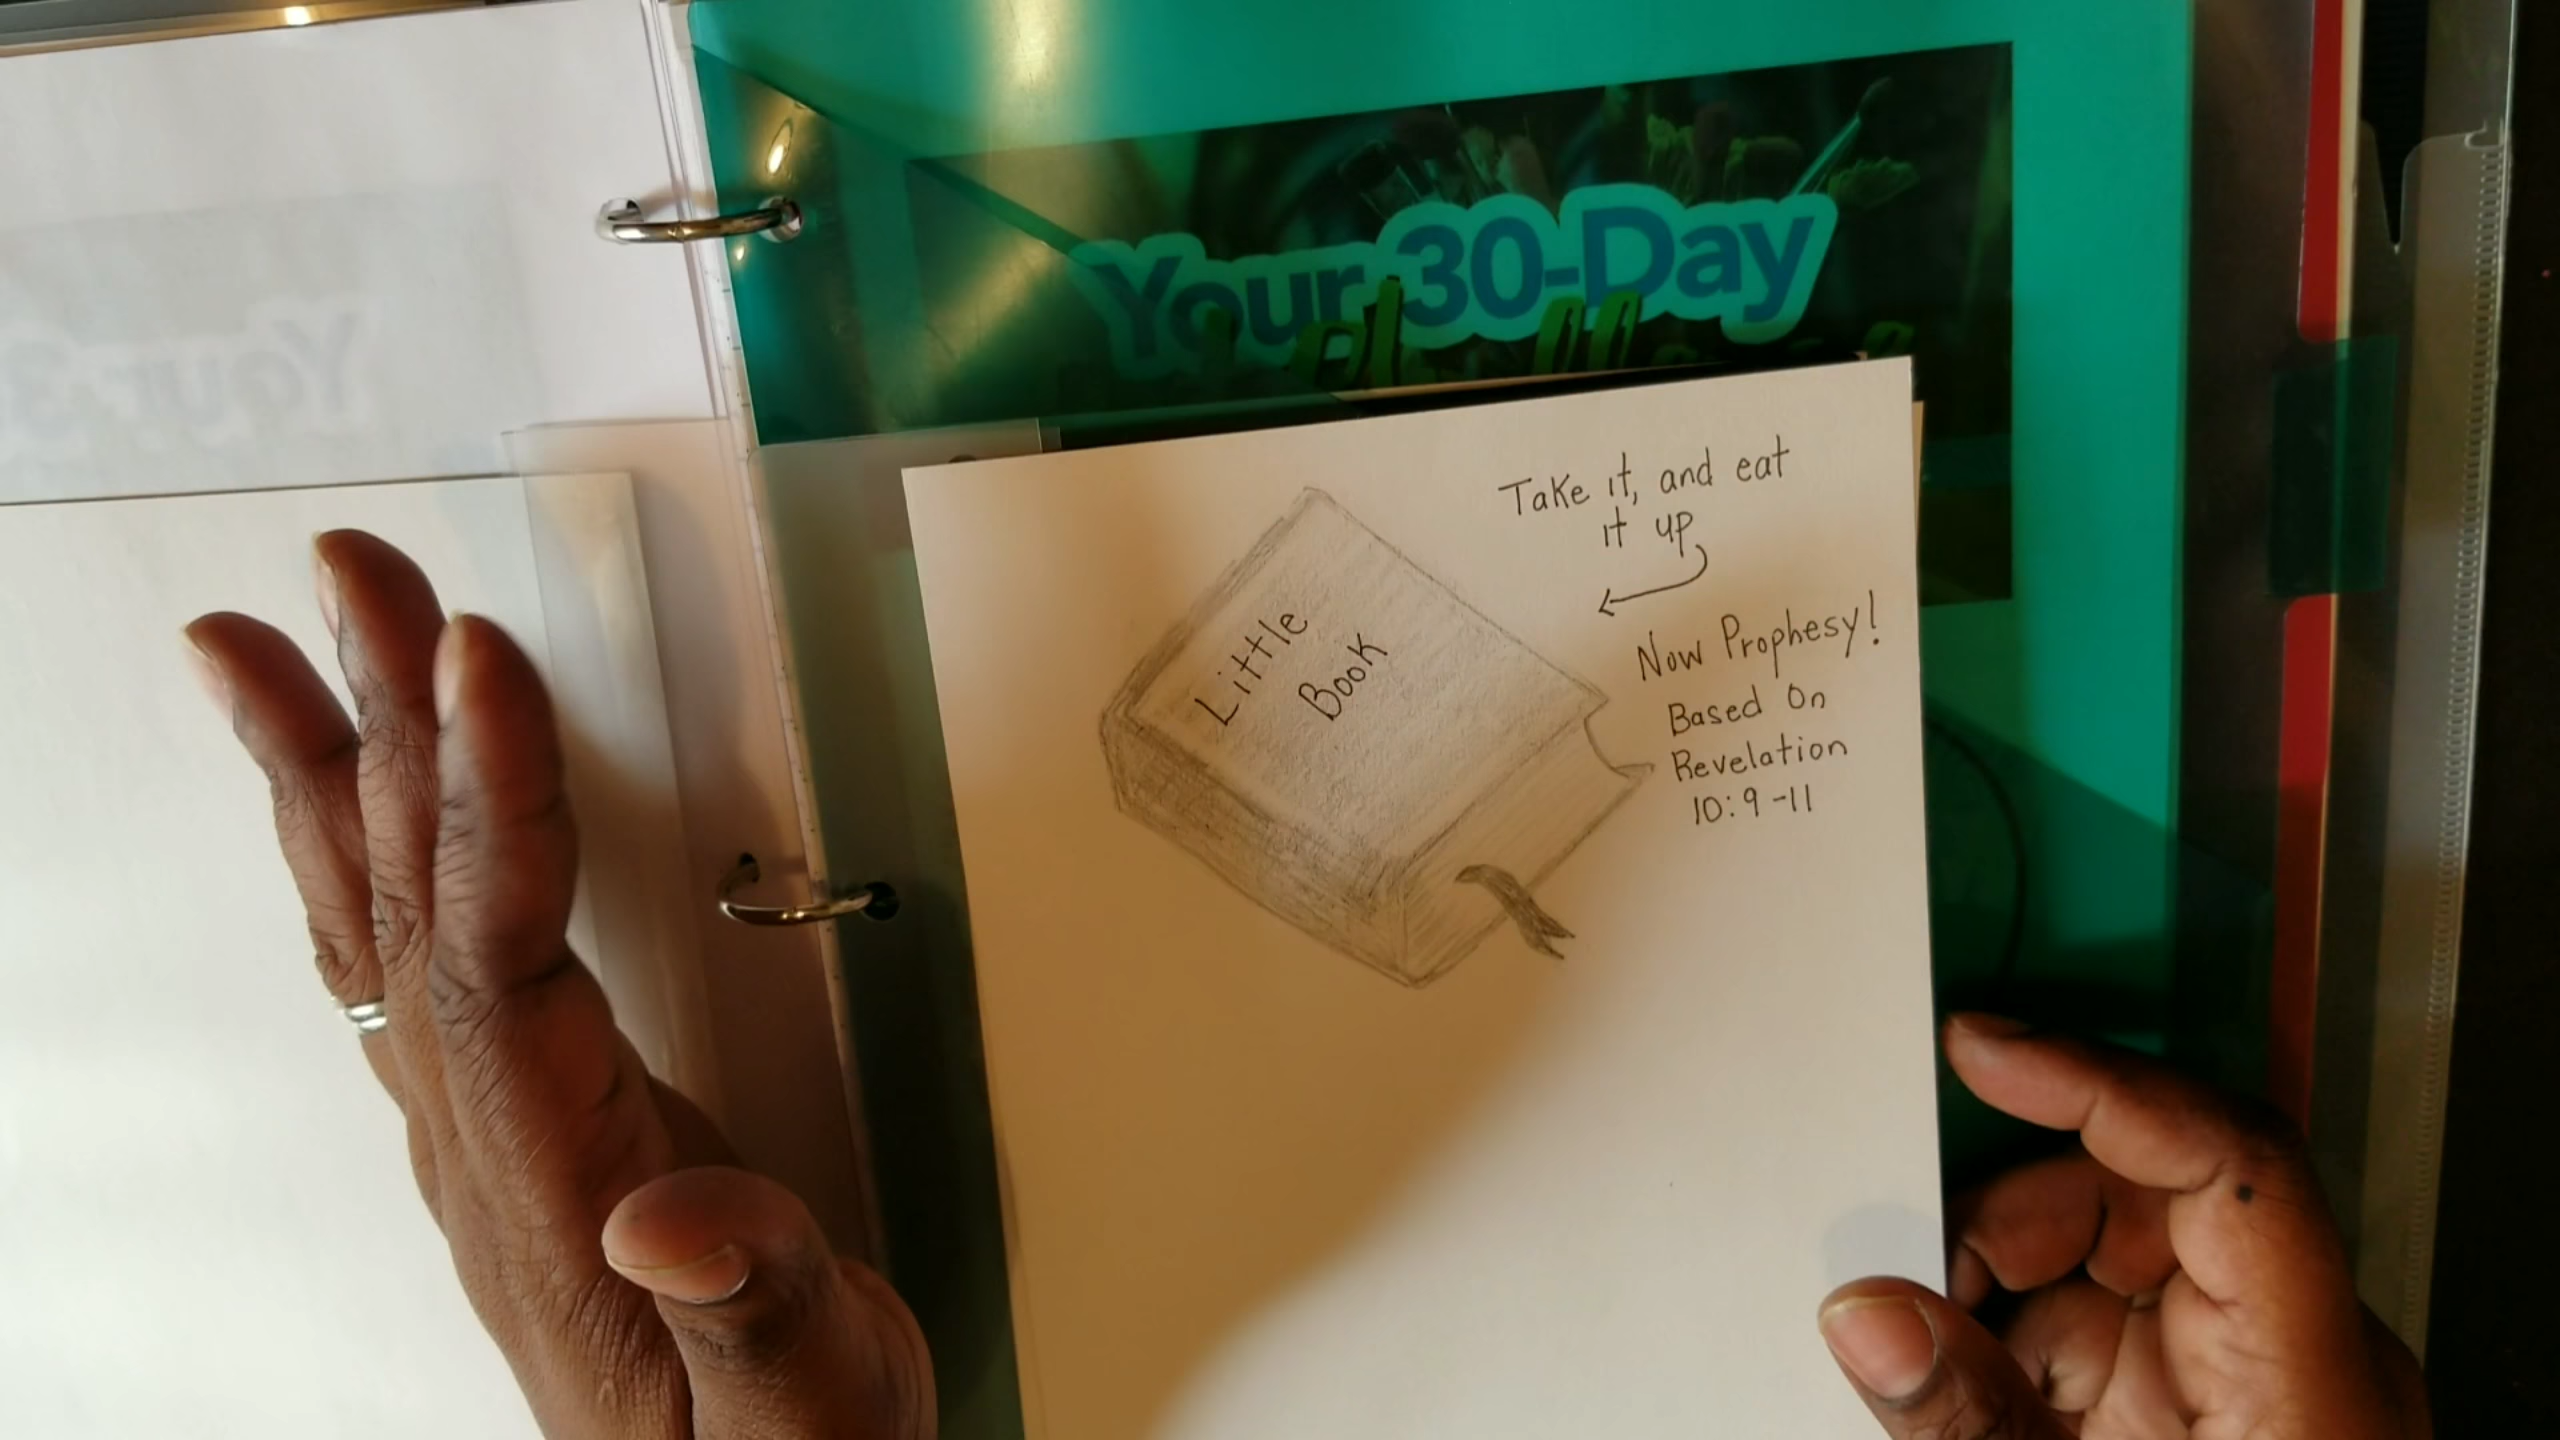 Your 30-Day
Take it, and eat
it up
Little
Book
Now Prophesy!
Based On
Revelation
10:9-11